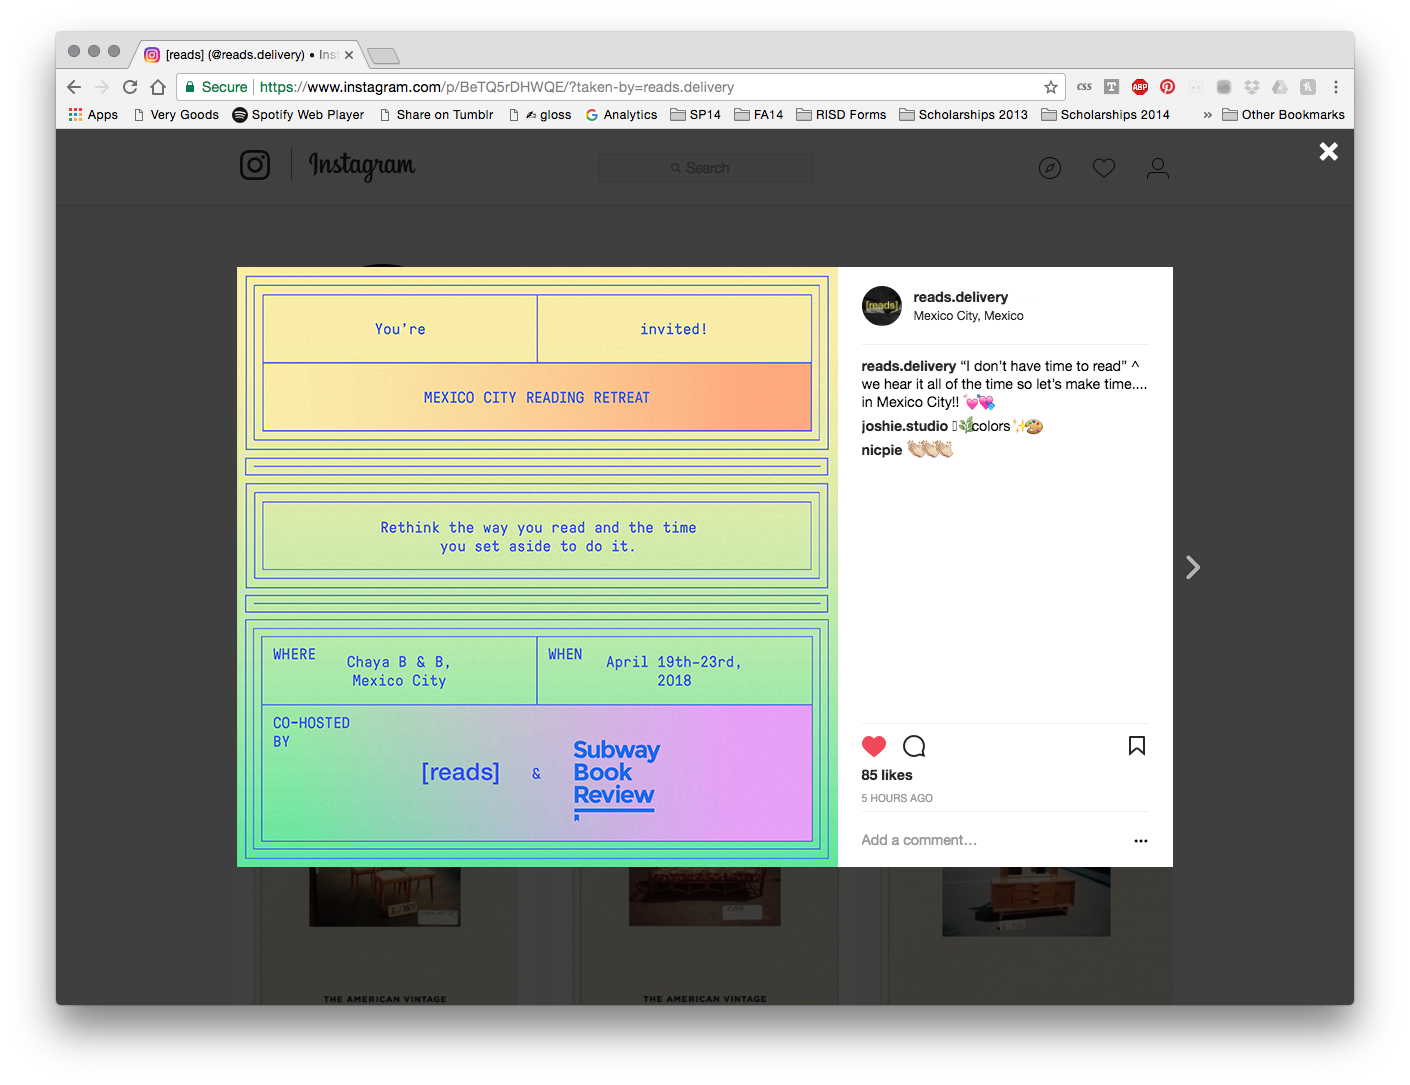 [reads] (@reads.delivery) • Ins
Secure https://www.instagram.com/p/BeTQ5rDHWQE/?taken-by=reads.delivery
css T ABP
Apps Very Goods Spotify Web Player Share on Tumblr ✍ gloss Analytics SP14 FA14 RISD Forms Scholarships 2013 Scholarships 2014 » Other Bookmarks
Instagram Search
You’re invited!
MEXICO CITY READING RETREAT
Rethink the way you read and the time
you set aside to do it.
WHERE
Chaya B & B,
Mexico City
WHEN
April 19th–23rd,
2018
CO-HOSTED
BY
[reads] &
Subway
Book
Review
[reads]
reads.delivery
Mexico City, Mexico
reads.delivery “I don’t have time to read” ^
we hear it all of the time so let's make time....
in Mexico City!! 💓💘
joshie.studio 🌿colors ✨🎨
nicpie 👏🏻👏🏻👏🏻
85 likes
5 HOURS AGO
Add a comment…
THE AMERICAN VINTAGE
THE AMERICAN VINTAGE